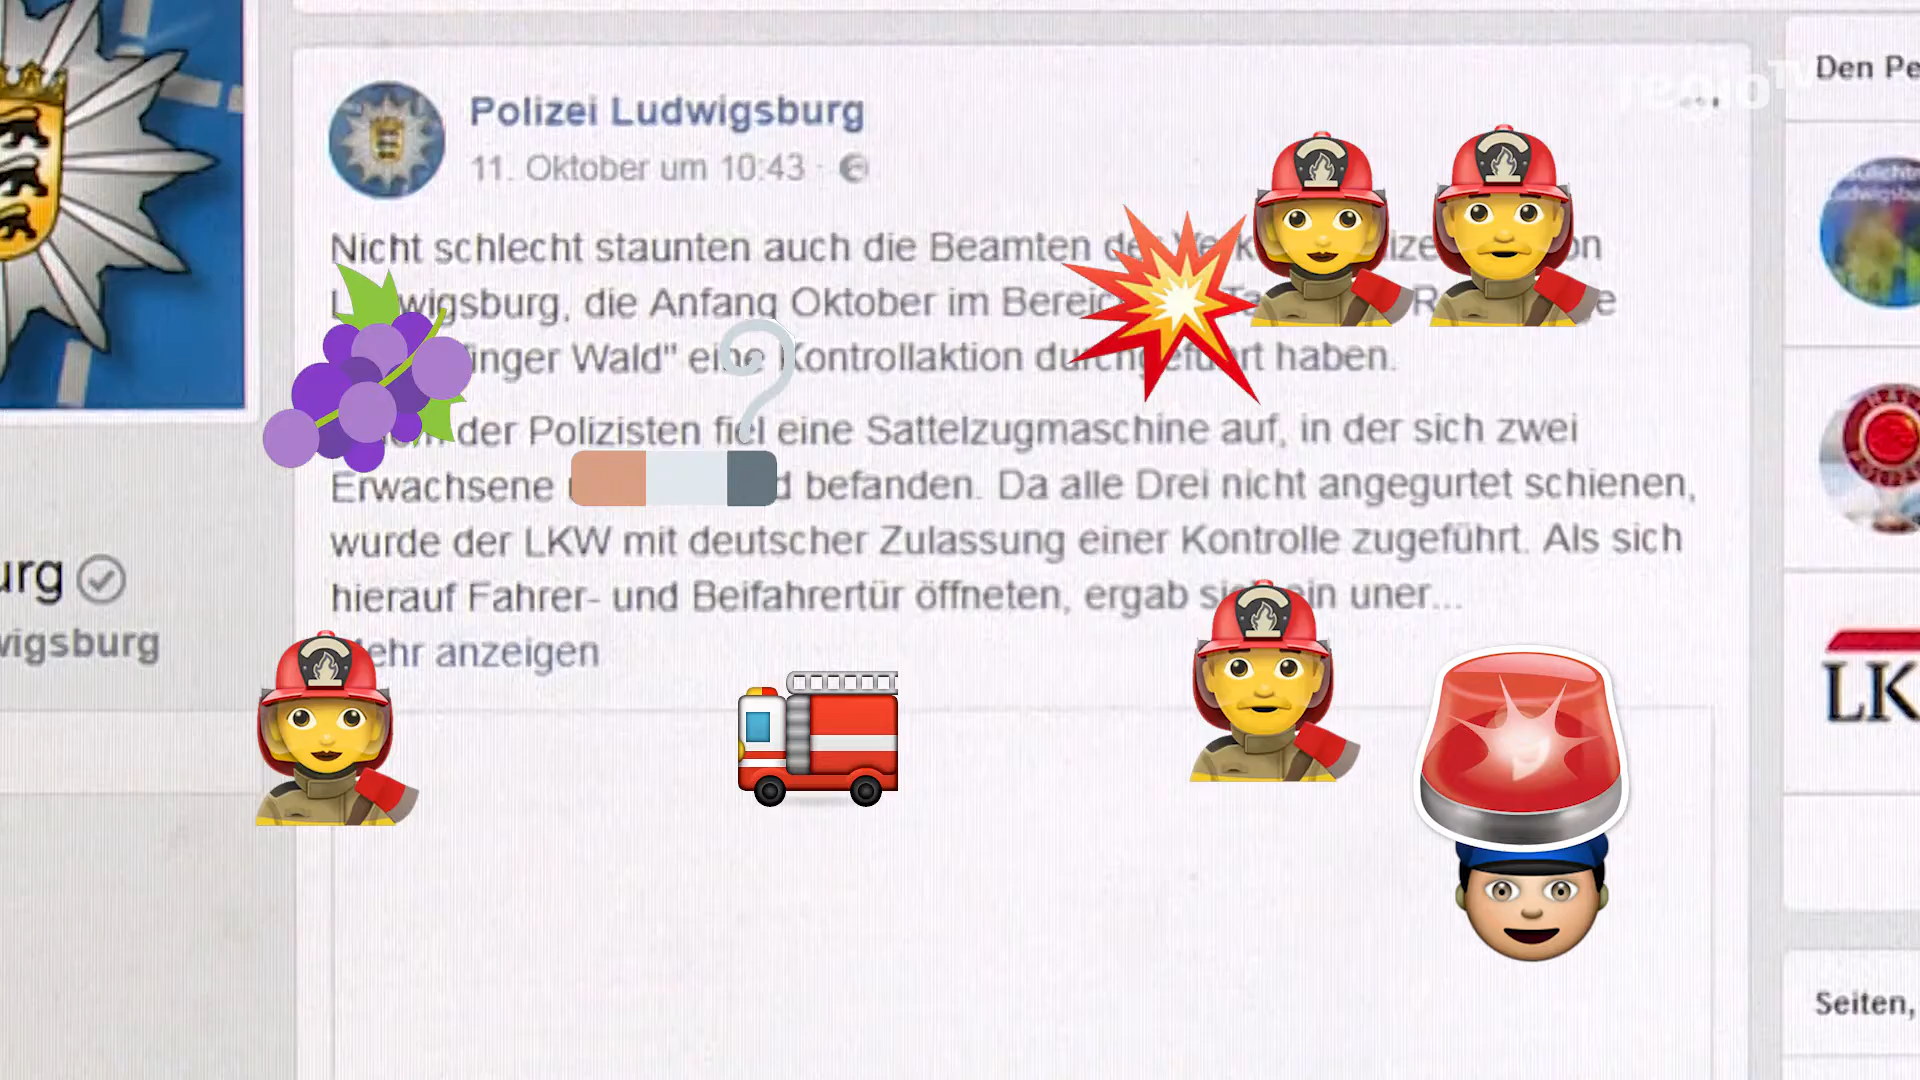 regioTV
Den Pe
Polizei Ludwigsburg
11. Oktober um 10:43 ·
Nicht schlecht staunten auch die Beamten
wigsburg, die Anfang Oktober im
inger Wald" eine Kontrollaktion durchgeführt haben.
der Polizisten fiel eine Sattelzugmaschine auf, in der sich zwei
Erwachsene befanden. Da alle Drei nicht angegurtet schienen,
wurde der LKW mit deutscher Zulassung einer Kontrolle zugeführt. Als sich
hierauf Fahrer- und Beifahrertür öffneten, ergab sich ein uner...
Mehr anzeigen
urg
wigsburg
LK
Seiten,